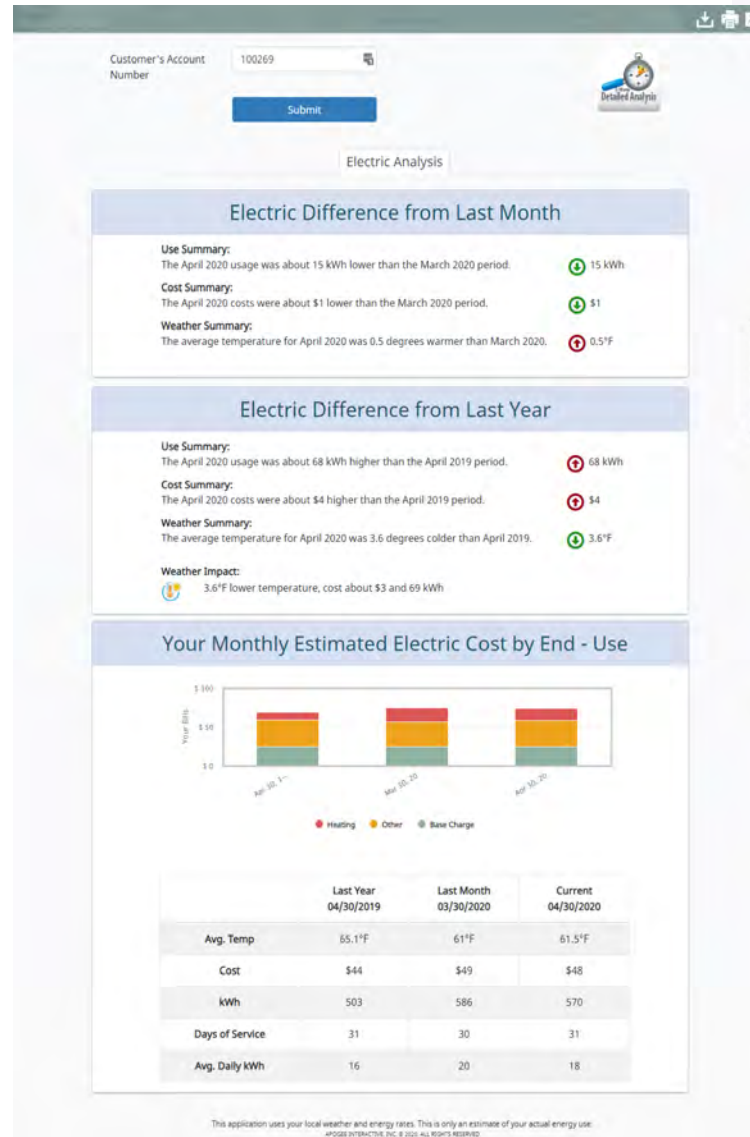 Customer's Account
Number
100269
Submit
Detailed Analysis
Electric Analysis
Electric Difference from Last Month
Use Summary:
The April 2020 usage was about 15 kWh lower than the March 2020 period.
15 kWh
Cost Summary:
The April 2020 costs were about $1 lower than the March 2020 period.
$1
Weather Summary:
The average temperature for April 2020 was 0.5 degrees warmer than March 2020.
0.5°F
Electric Difference from Last Year
Use Summary:
The April 2020 usage was about 68 kWh higher than the April 2019 period.
68 kWh
Cost Summary:
The April 2020 costs were about $4 higher than the April 2019 period.
$4
Weather Summary:
The average temperature for April 2020 was 3.6 degrees colder than April 2019.
3.6°F
Weather Impact:
3.6°F lower temperature, cost about $3 and 69 kWh
Your Monthly Estimated Electric Cost by End - Use
$ 100
Your Bills
$ 50
$ 0
Apr 30, 1...
Mar 30, 20
Apr 30, 20
Heating Other Base Charge
Last Year Last Month Current
04/30/2019 03/30/2020 04/30/2020
Avg. Temp 65.1°F 61°F 61.5°F
Cost $44 $49 $48
kWh 503 586 570
Days of Service 31 30 31
Avg. Daily kWh 16 20 18
This application uses your local weather and energy rates. This is only an estimate of your actual energy use.
APOGEE INTERACTIVE, INC. © 2020. ALL RIGHTS RESERVED